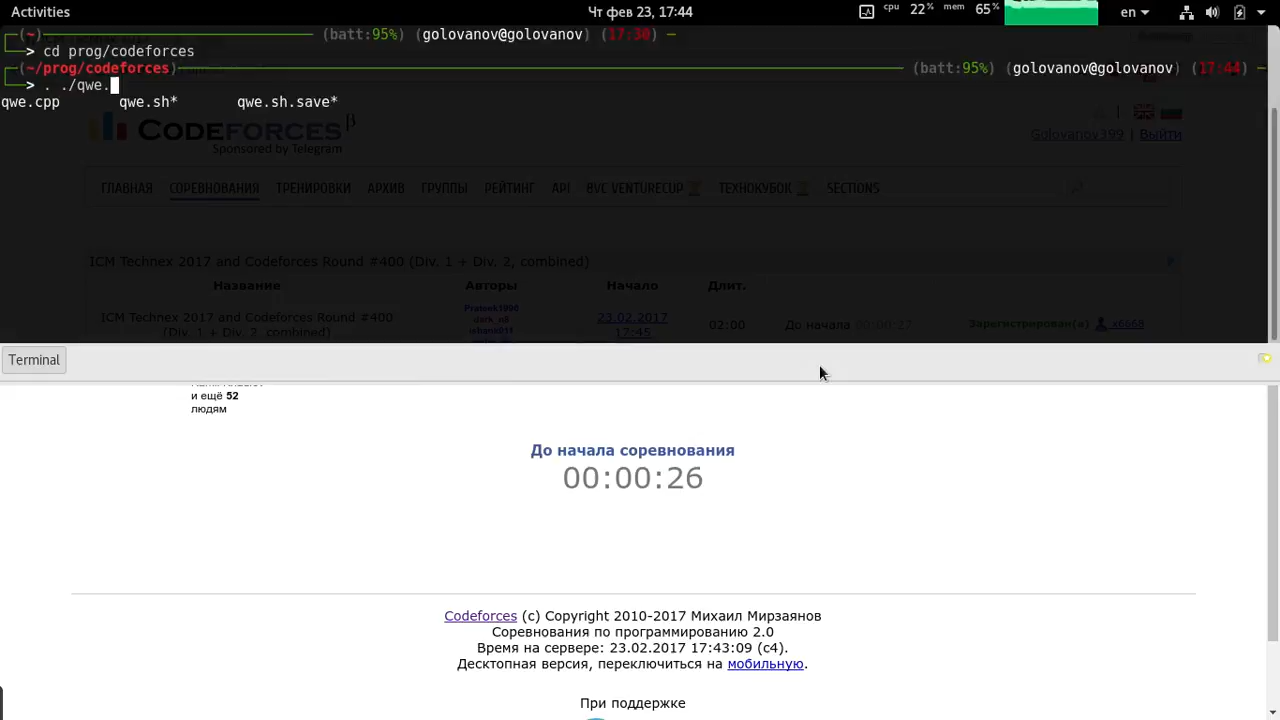 Activities Чт фев 23, 17:44 cpu 22% mem 65% en
(~) (batt:95%) (golovanov@golovanov) (17:30)
> cd prog/codeforces
(~/prog/codeforces) (batt:95%) (golovanov@golovanov) (17:44)
> . ./qwe.
qwe.cpp qwe.sh* qwe.sh.save*
CODEFORCES β
Sponsored by Telegram
Golovanov399 | Выйти
ГЛАВНАЯ СОРЕВНОВАНИЯ ТРЕНИРОВКИ АРХИВ ГРУППЫ РЕЙТИНГ API 8VC VENTURECUP ТЕХНОКУБОК SECTIONS
ICM Technex 2017 and Codeforces Round #400 (Div. 1 + Div. 2, combined)
Название Авторы Начало Длит.
ICM Technex 2017 and Codeforces Round #400
(Div. 1 + Div. 2, combined)
23.02.2017
17:45
02:00
До начала 00:00:27
Зарегистрирован(а) x6668
Terminal
и ещё 52
людям
До начала соревнования
00:00:26
Codeforces (c) Copyright 2010-2017 Михаил Мирзаянов
Соревнования по программированию 2.0
Время на сервере: 23.02.2017 17:43:09 (c4).
Десктопная версия, переключиться на мобильную.
При поддержке